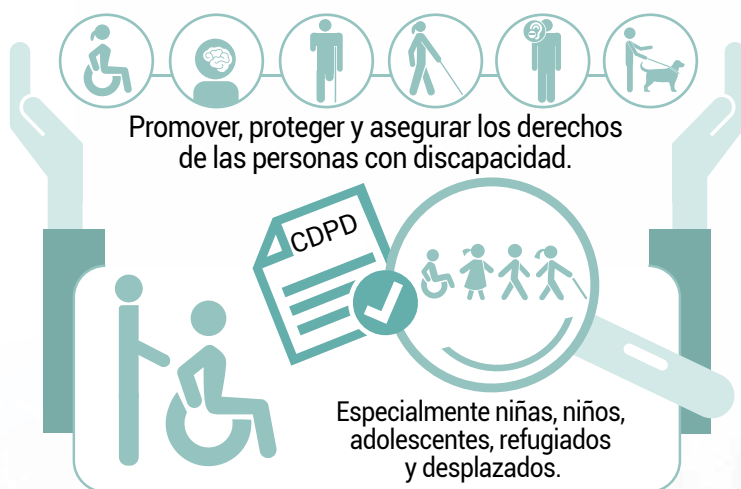 Promover, proteger y asegurar los derechos
de las personas con discapacidad.
CDPD
Especialmente niñas, niños,
adolescentes, refugiados
y desplazados.